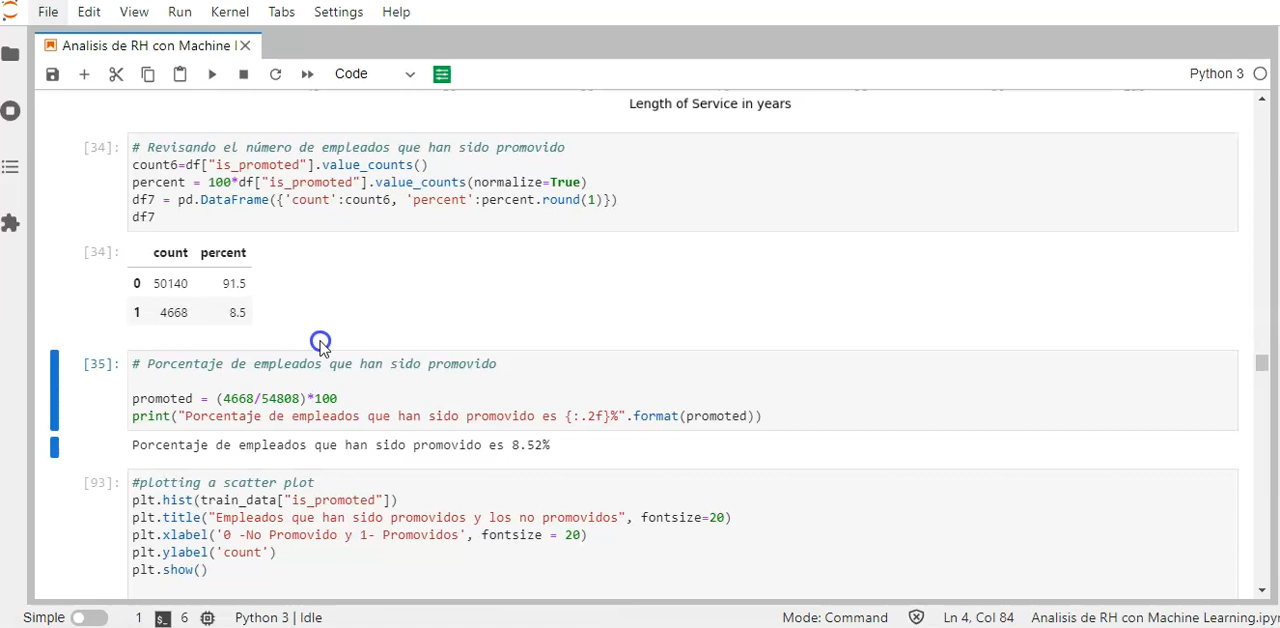 File Edit View Run Kernel Tabs Settings Help
Analisis de RH con Machine
Code
Python 3
Length of Service in years
[34]:
# Revisando el número de empleados que han sido promovido
count6=df["is_promoted"].value_counts()
percent = 100*df["is_promoted"].value_counts(normalize=True)
df7 = pd.DataFrame({'count':count6, 'percent':percent.round(1)})
df7
[34]:
count percent
0 50140 91.5
1 4668 8.5
[35]:
# Porcentaje de empleados que han sido promovido
promoted = (4668/54808)*100
print("Porcentaje de empleados que han sido promovido es {:.2f}%".format(promoted))
Porcentaje de empleados que han sido promovido es 8.52%
[93]:
#plotting a scatter plot
plt.hist(train_data["is_promoted"])
plt.title("Empleados que han sido promovidos y los no promovidos", fontsize=20)
plt.xlabel('0 -No Promovido y 1- Promovidos', fontsize = 20)
plt.ylabel('count')
plt.show()
Simple 1 6 Python 3 | Idle Mode: Command Ln 4, Col 84 Analisis de RH con Machine Learning.ipy